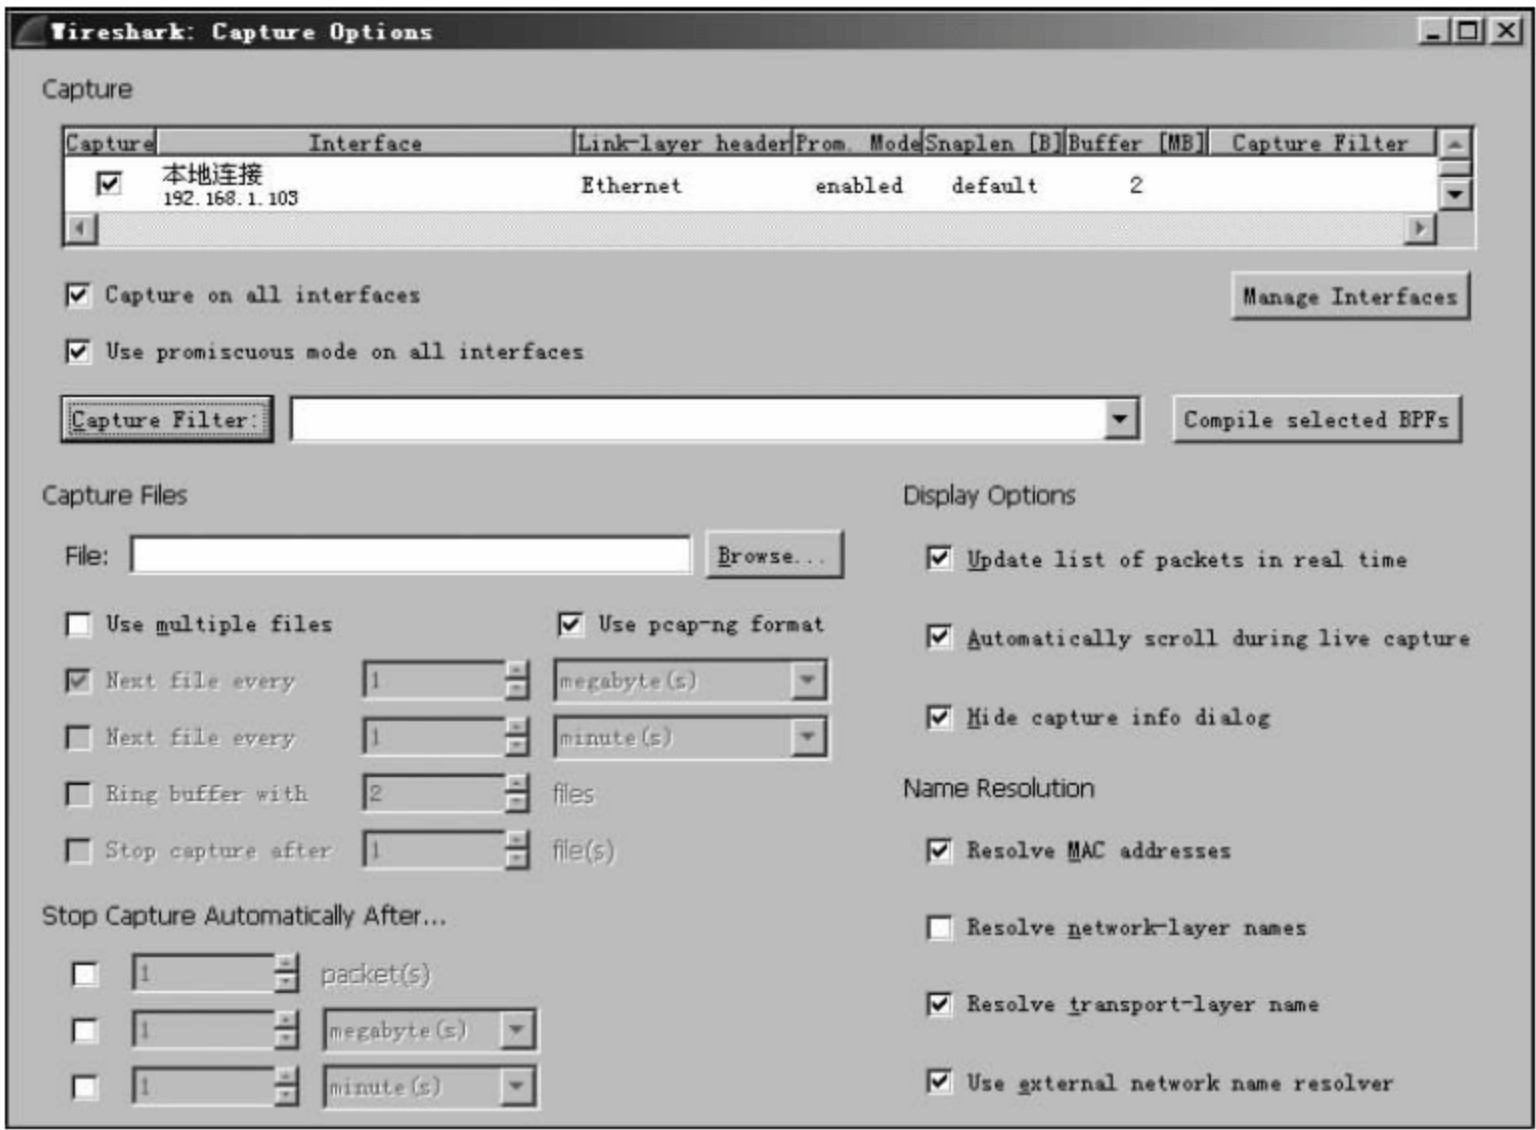 Wireshark: Capture Options
Capture
Capture Interface Link-layer header Prom. Mode Snaplen [B] Buffer [MB] Capture Filter
本地连接
192.168.1.103 Ethernet enabled default 2
Capture on all interfaces Manage Interfaces
Use promiscuous mode on all interfaces
Capture Filter: Compile selected BPFs
Capture Files
File: Browse...
Use multiple files Use pcap-ng format
Next file every 1 megabyte(s)
Next file every 1 minute(s)
Ring buffer with 2 files
Stop capture after 1 file(s)
Stop Capture Automatically After...
1 packet(s)
1 megabyte(s)
1 minute(s)
Display Options
Update list of packets in real time
Automatically scroll during live capture
Hide capture info dialog
Name Resolution
Resolve MAC addresses
Resolve network-layer names
Resolve transport-layer name
Use external network name resolver